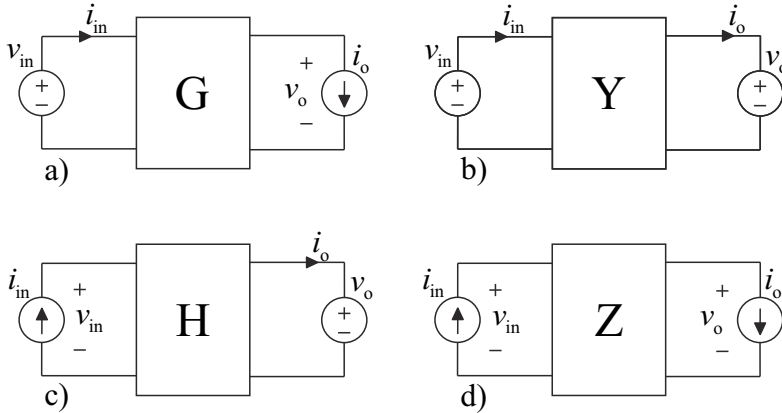 i_in
i_o
v_in
+
−
G
+
v_o
−
a)
i_in
i_o
v_in
+
−
Y
v_o
+
−
b)
i_o
i_in
+
v_in
−
H
v_o
+
−
c)
i_in
+
v_in
−
Z
+
v_o
−
i_o
d)